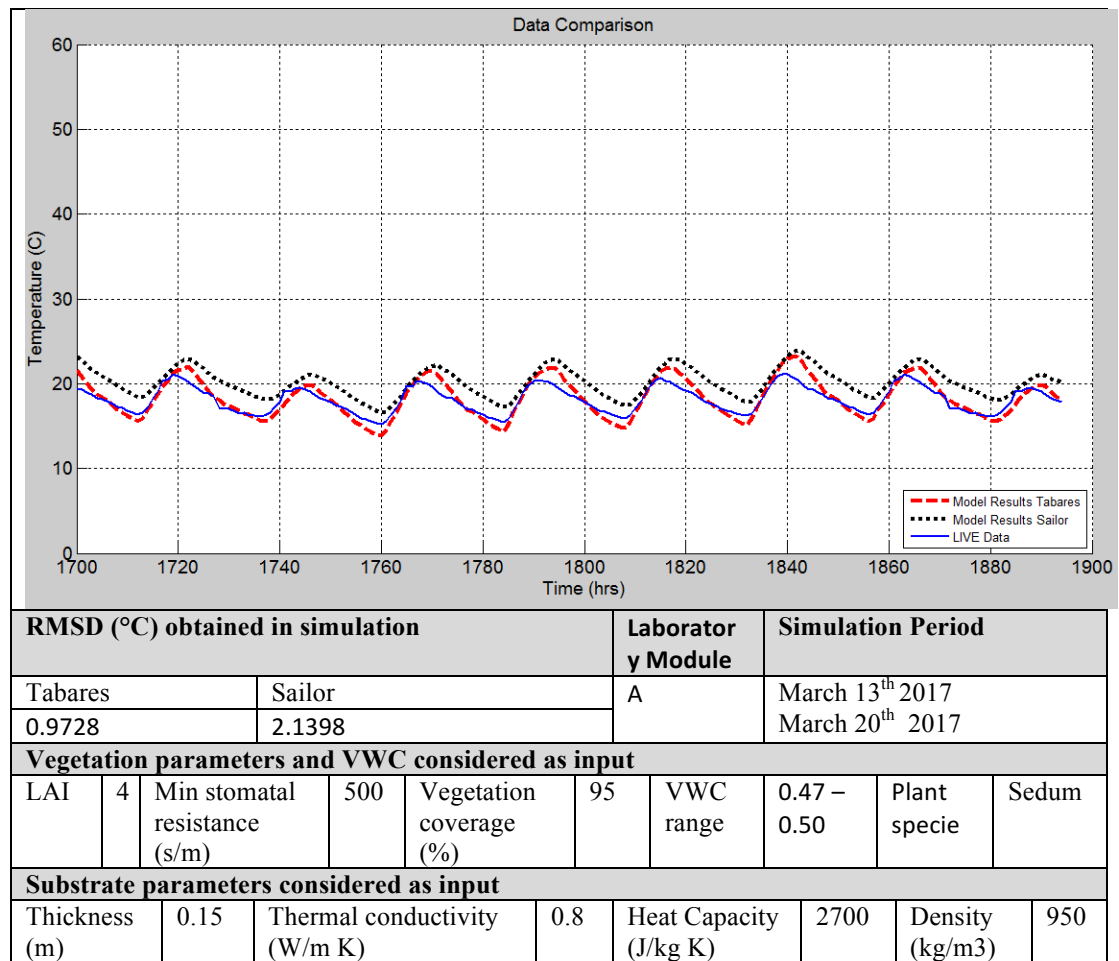 Data Comparison
60
50
40
30
20
10
0
Temperature (C)
1700 1720 1740 1760 1780 1800 1820 1840 1860 1880 1900
Time (hrs)
Model Results Tabares
Model Results Sailor
LIVE Data
RMSD (°C) obtained in simulation
Laborator
y Module
Simulation Period
Tabares
Sailor
A
March 13th 2017
March 20th 2017
0.9728
2.1398
Vegetation parameters and VWC considered as input
LAI
4
Min stomatal
resistance
(s/m)
500
Vegetation
coverage
(%)
95
VWC
range
0.47 –
0.50
Plant
specie
Sedum
Substrate parameters considered as input
Thickness
(m)
0.15
Thermal conductivity
(W/m K)
0.8
Heat Capacity
(J/kg K)
2700
Density
(kg/m3)
950